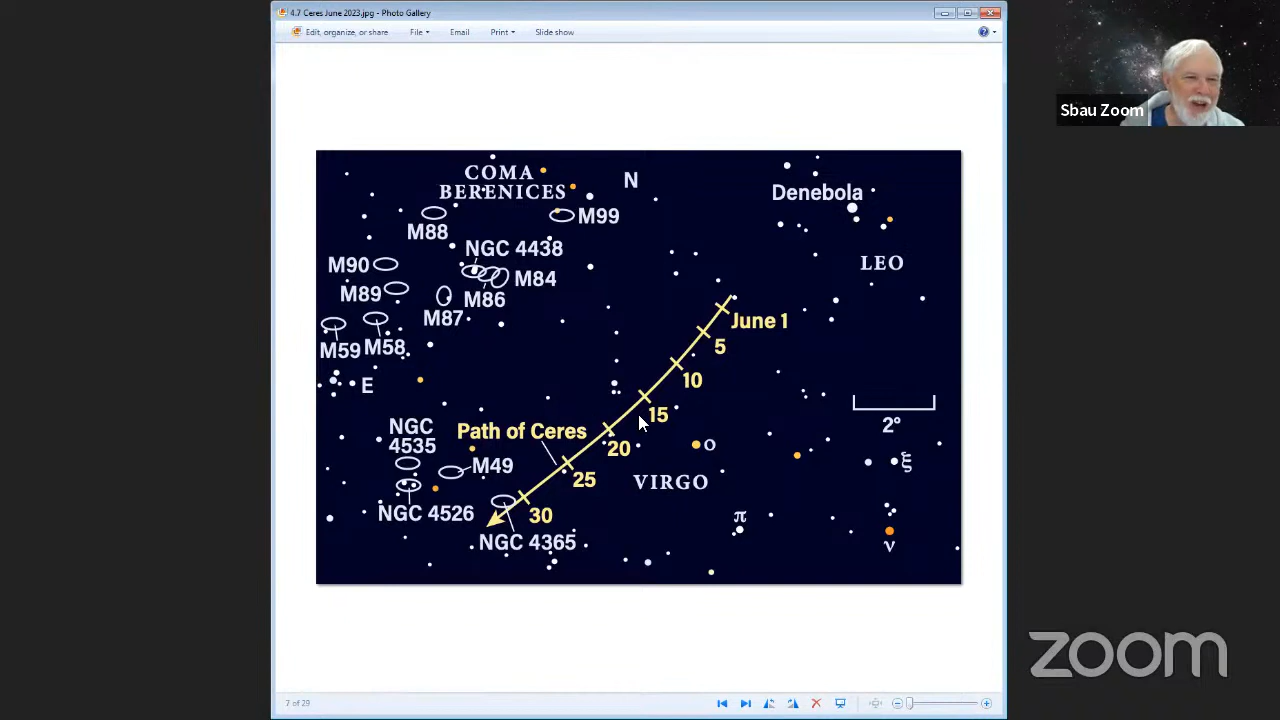 4.7 Ceres June 2023.jpg - Photo Gallery
Edit, organize, or share File Email Print Slide show
Sbau Zoom
COMA
BERENICES
N
Denebola
M99
M88
NGC 4438
LEO
M90
M84
M89
M86
M87
June 1
M59 M58
5
E
10
15
2°
NGC
4535
Path of Ceres
20
o
M49
25
VIRGO
ξ
NGC 4526
30
π
NGC 4365
ν
zoom
7 of 29